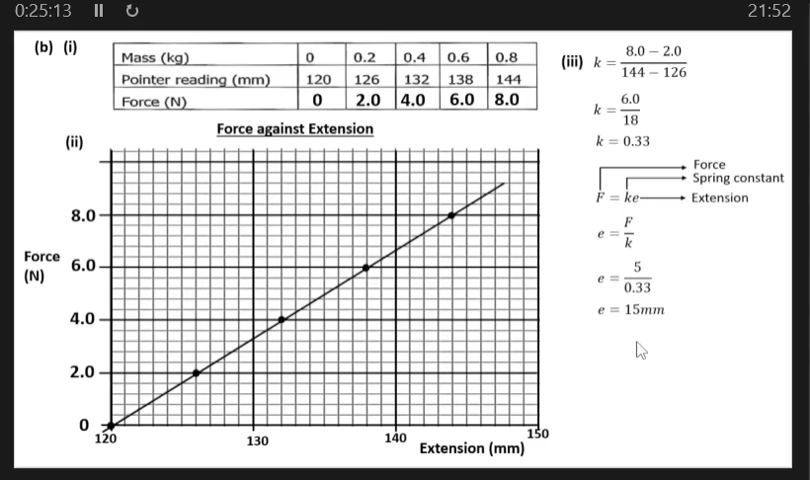 0:25:13
21:52
(b) (i)
Mass (kg) 0 0.2 0.4 0.6 0.8
Pointer reading (mm) 120 126 132 138 144
Force (N) 0 2.0 4.0 6.0 8.0
(ii)
Force against Extension
8.0
Force
(N)
6.0
4.0
2.0
0
120 130 140 150
Extension (mm)
(iii) k = 8.0 − 2.0 / 144 − 126
k = 6.0 / 18
k = 0.33
Force
Spring constant
F = ke Extension
e = F / k
e = 5 / 0.33
e = 15mm